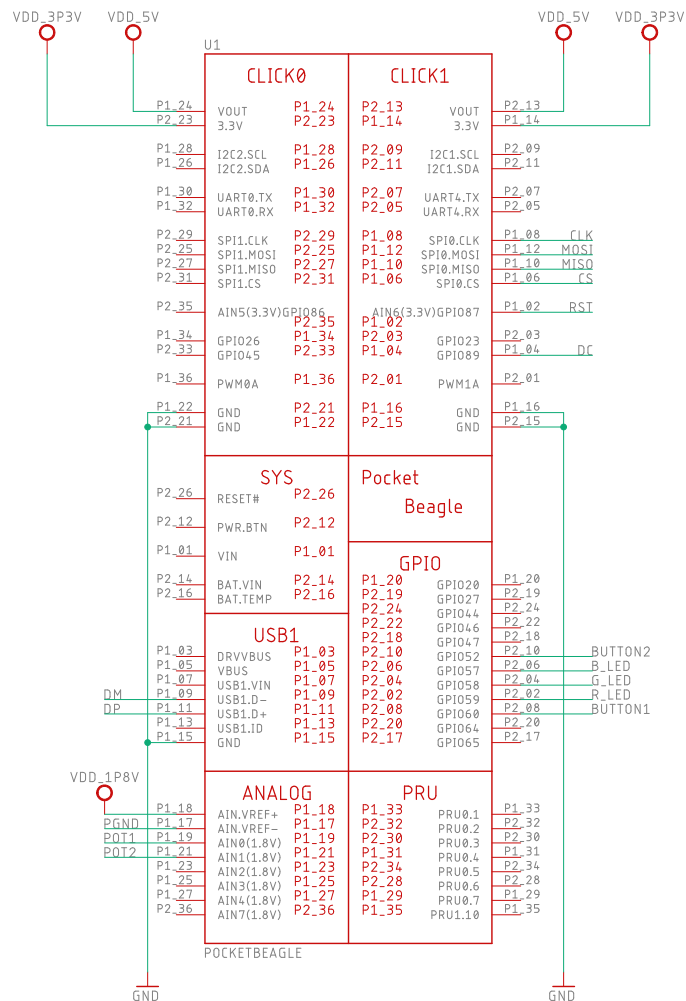 VDD_3P3V VDD_5V VDD_5V VDD_3P3V
U1
CLICK0 CLICK1
P1_24 VOUT P1_24 P2_13 VOUT P2_13
P2_23 3.3V P2_23 P1_14 3.3V P1_14
P1_28 I2C2.SCL P1_28 P2_09 I2C1.SCL P2_09
P1_26 I2C2.SDA P1_26 P2_11 I2C1.SDA P2_11
P1_30 UART0.TX P1_30 P2_07 UART4.TX P2_07
P1_32 UART0.RX P1_32 P2_05 UART4.RX P2_05
P2_29 SPI1.CLK P2_29 P1_08 SPI0.CLK P1_08 CLK
P2_25 SPI1.MOSI P2_25 P1_12 SPI0.MOSI P1_12 MOSI
P2_27 SPI1.MISO P2_27 P1_10 SPI0.MISO P1_10 MISO
P2_31 SPI1.CS P2_31 P1_06 SPI0.CS P1_06 CS
P2_35 AIN5(3.3V)GPIO86 AIN6(3.3V)GPIO87 P1_02 RST
P2_35 P1_02
P1_34 GPIO26 P1_34 P2_03 GPIO23 P2_03
P2_33 GPIO45 P2_33 P1_04 GPIO89 P1_04 DC
P1_36 PWM0A P1_36 P2_01 PWM1A P2_01
P1_22 GND P2_21 P1_16 GND P1_16
P2_21 GND P1_22 P2_15 GND P2_15
SYS Pocket
P2_26 RESET# P2_26 Beagle
P2_12 PWR.BTN P2_12
P1_01 VIN P1_01
GPIO
P2_14 BAT.VIN P2_14 P1_20 GPIO20 P1_20
P2_16 BAT.TEMP P2_16 P2_19 GPIO27 P2_19
P2_24 GPIO44 P2_24
P2_22 GPIO46 P2_22
USB1 P2_18 GPIO47 P2_18
P1_03 DRVVBUS P1_03 P2_10 GPIO52 P2_10 BUTTON2
P1_05 VBUS P1_05 P2_06 GPIO57 P2_06 B_LED
P1_07 USB1.VIN P1_07 P2_04 GPIO58 P2_04 G_LED
DM P1_09 USB1.D- P1_09 P2_02 GPIO59 P2_02 R_LED
DP P1_11 USB1.D+ P1_11 P2_08 GPIO60 P2_08 BUTTON1
P1_13 USB1.ID P1_13 P2_20 GPIO64 P2_20
P1_15 GND P1_15 P2_17 GPIO65 P2_17
VDD_1P8V
ANALOG PRU
P1_18 AIN.VREF+ P1_18 P1_33 PRU0.1 P1_33
PGND P1_17 AIN.VREF- P1_17 P2_32 PRU0.2 P2_32
POT1 P1_19 AIN0(1.8V) P1_19 P2_30 PRU0.3 P2_30
POT2 P1_21 AIN1(1.8V) P1_21 P1_31 PRU0.4 P1_31
P1_23 AIN2(1.8V) P1_23 P2_34 PRU0.5 P2_34
P1_25 AIN3(1.8V) P1_25 P2_28 PRU0.6 P2_28
P1_27 AIN4(1.8V) P1_27 P1_29 PRU0.7 P1_29
P2_36 AIN7(1.8V) P2_36 P1_35 PRU1.10 P1_35
POCKETBEAGLE
GND GND